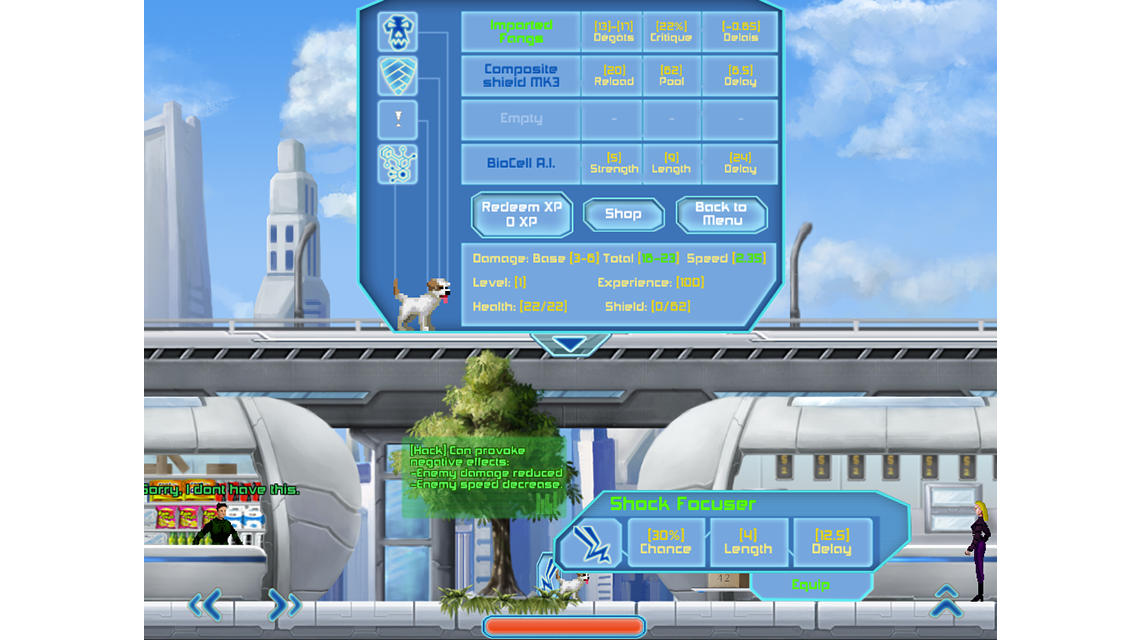 Imported
Fangs
[13]-[17]
Dégots
[22%]
Critique
[-0.65]
Delais
Composite
shield MK3
[20]
Reload
[62]
Pool
[6.5]
Delay
Empty
-
-
-
BioCell A.I.
[5]
Strength
[9]
Length
[24]
Delay
Redeem XP
0 XP
Shop
Back to
Menu
Damage: Base [3-6] Total [16-23] Speed [2.35]
Level: [1]
Experience: [100]
Health: [22/22]
Shield: [0/62]
[Hack] Can provoke
negative effects:
-Enemy damage reduced
-Enemy speed decrease.
Sorry, I dont have this.
Shock Focuser
[30%]
Chance
[4]
Length
[12.5]
Delay
42
Equip